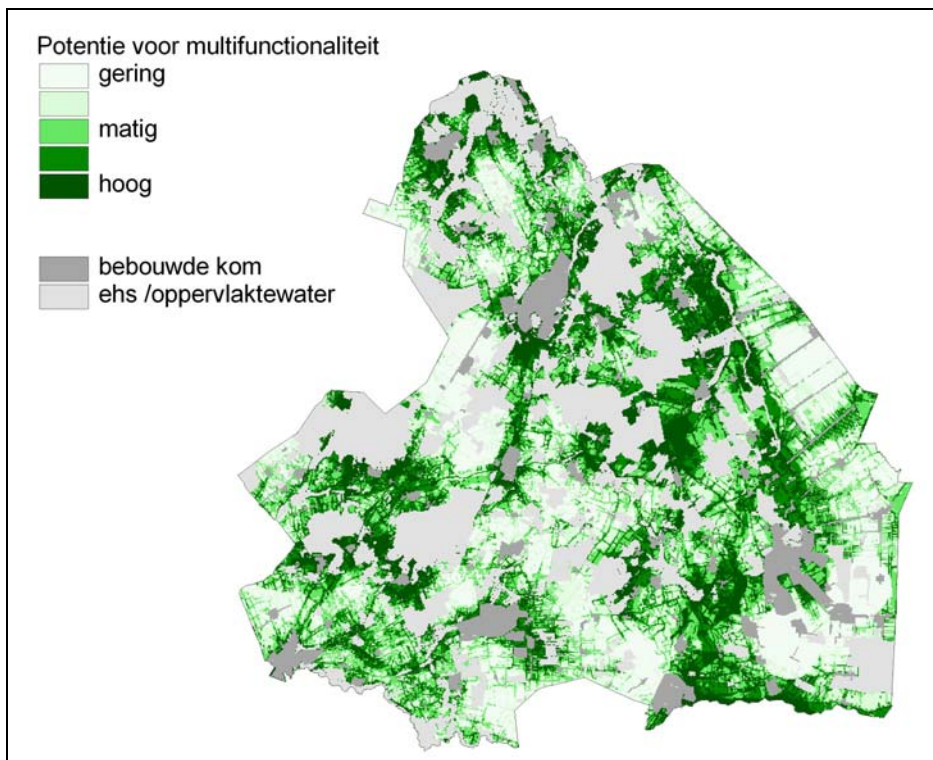 Potentie voor multifunctionaliteit
gering
matig
hoog
bebouwde kom
ehs /oppervlaktewater